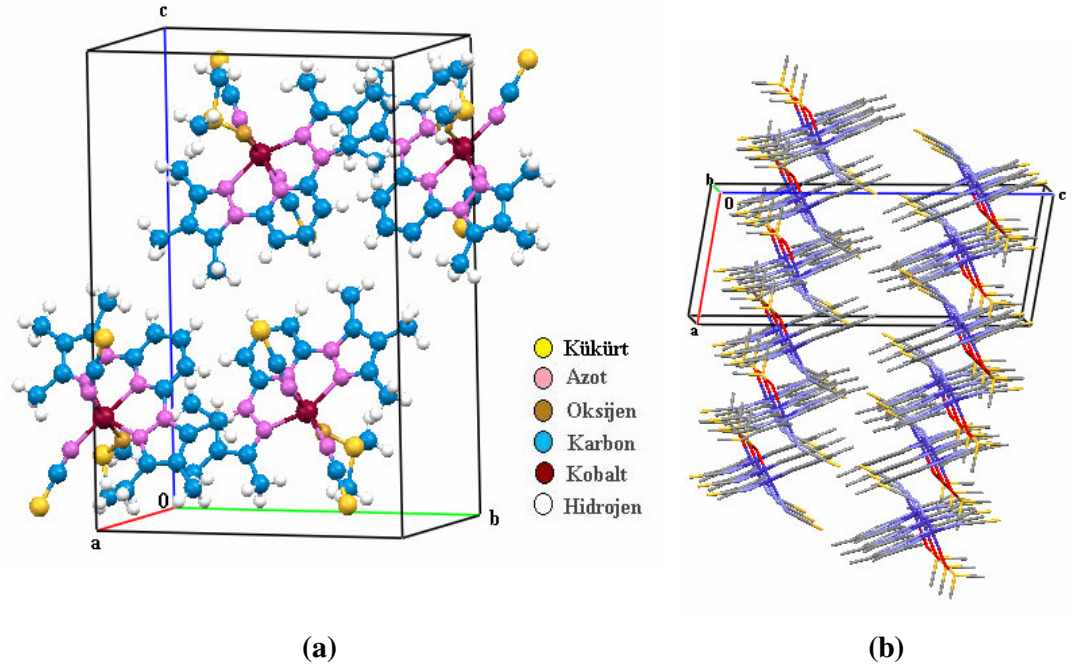 c
b
0
c
a
0
b
a
Kükürt
Azot
Oksijen
Karbon
Kobalt
Hidrojen
(a)
(b)